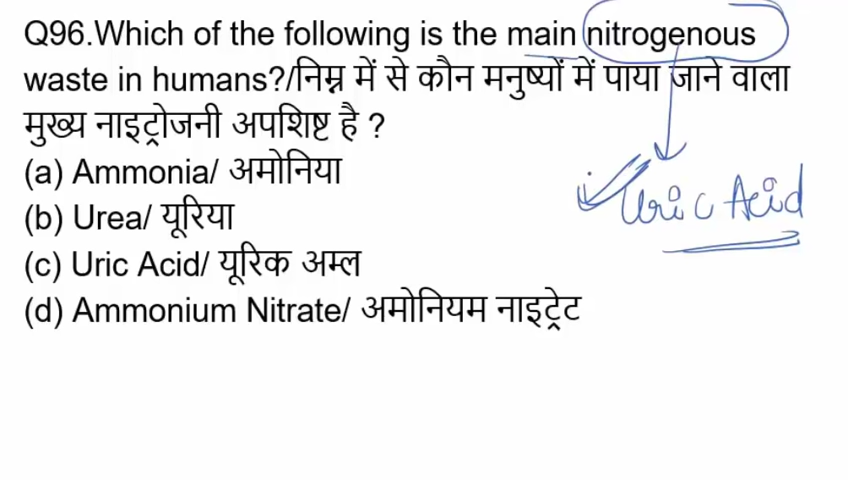 Q96.Which of the following is the main nitrogenous
waste in humans?/निम्न में से कौन मनुष्यों में पाया जाने वाला
मुख्य नाइट्रोजनी अपशिष्ट है ?
(a) Ammonia/ अमोनिया
(b) Urea/ यूरिया
Uric Acid
(c) Uric Acid/ यूरिक अम्ल
(d) Ammonium Nitrate/ अमोनियम नाइट्रेट